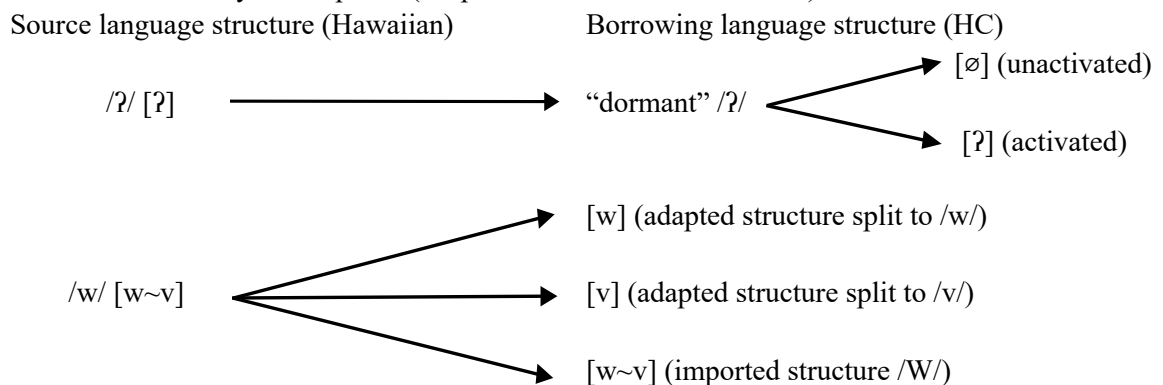 Source language structure (Hawaiian) Borrowing language structure (HC)
[∅] (unactivated)
/ʔ/ [ʔ] “dormant” /ʔ/
[ʔ] (activated)
[w] (adapted structure split to /w/)
/w/ [w~v] [v] (adapted structure split to /v/)
[w~v] (imported structure /W/)